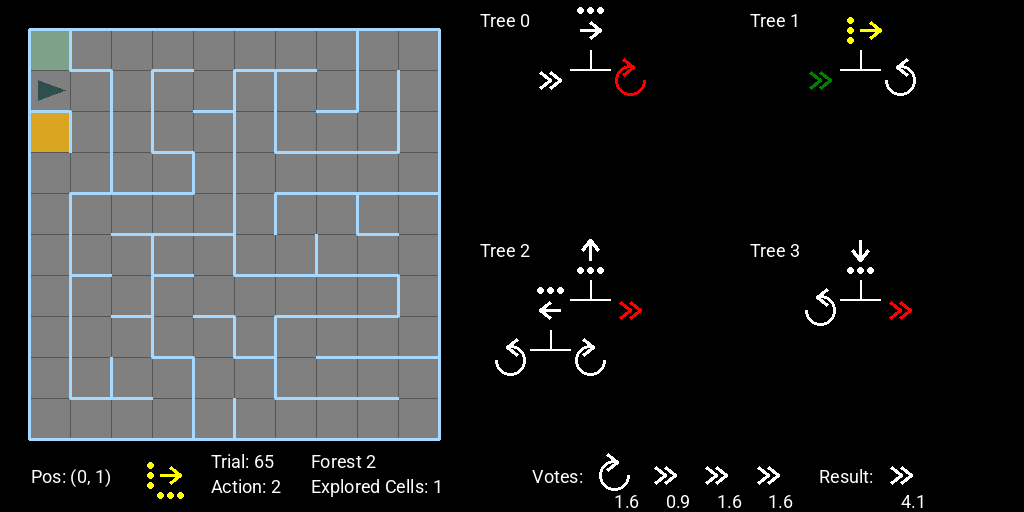 Tree 0
Tree 1
Tree 2
Tree 3
Pos: (0, 1)
Trial: 65
Forest 2
Action: 2
Explored Cells: 1
Votes:
1.6
0.9
1.6
1.6
Result:
4.1